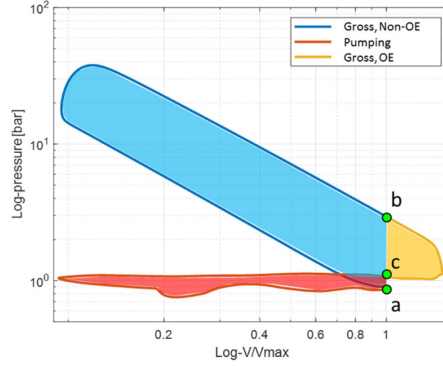 10²
Gross, Non-OE
Pumping
Gross, OE
Log-pressure[bar]
10¹
b
c
10⁰
a
0.2
0.4
0.6
0.8
1
Log-V/Vmax